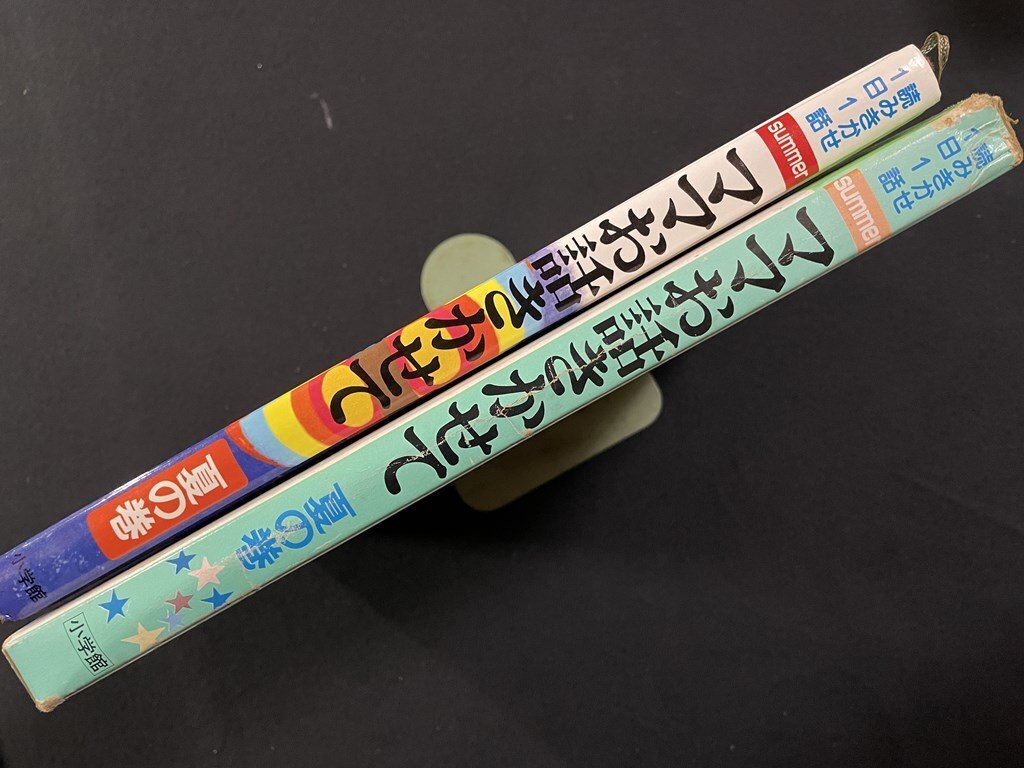 読みきかせ
1日1話
summer
ママお話きかせて
夏の巻
小学館
読みきかせ
1日1話
summer
ママお話きかせて
夏の巻
小学館